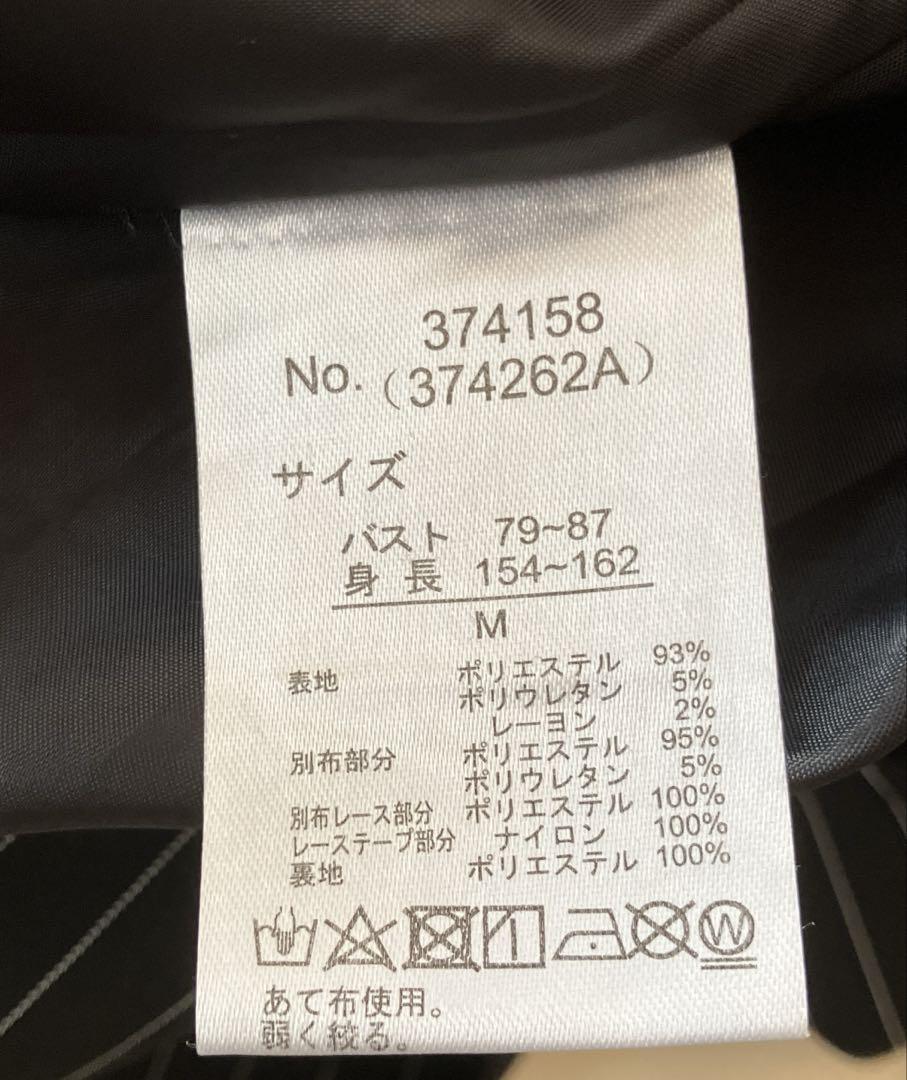 374158
No. (374262A)
サイズ
バスト 79~87
身長 154~162
M
表地 ポリエステル 93%
ポリウレタン 5%
レーヨン 2%
別布部分 ポリエステル 95%
ポリウレタン 5%
別布レース部分 ポリエステル 100%
レーステープ部分 ナイロン 100%
裏地 ポリエステル 100%
W
あて布使用。
弱く絞る。